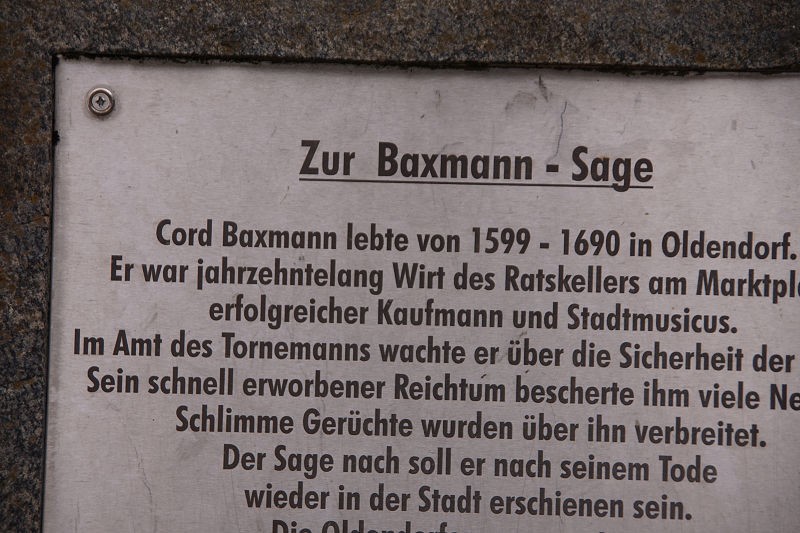 Zur Baxmann - Sage
Cord Baxmann lebte von 1599 - 1690 in Oldendorf.
Er war jahrzehntelang Wirt des Ratskellers am
erfolgreicher Kaufmann und Stadtmusicus.
Im Amt des Tornemanns wachte er über die Sicherheit der
Sein schnell erworbener Reichtum bescherte ihm viele
Schlimme Gerüchte wurden über ihn verbreitet.
Der Sage nach soll er nach seinem Tode
wieder in der Stadt erschienen sein.
Die